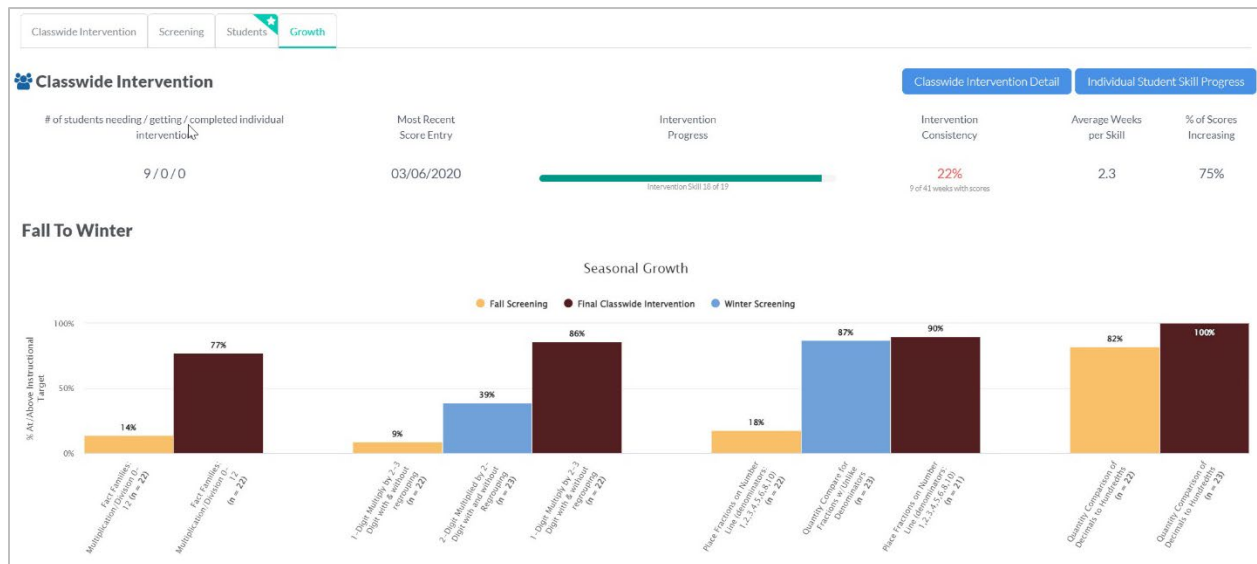 Classwide Intervention
Screening
Students
Growth
Classwide Intervention
Classwide Intervention Detail
Individual Student Skill Progress
# of students needing / getting / completed individual
interventions
Most Recent
Score Entry
Intervention
Progress
Intervention
Consistency
Average Weeks
per Skill
% of Scores
Increasing
9 / 0 / 0
03/06/2020
Intervention Skill 18 of 19
22%
9 of 41 weeks with scores
2.3
75%
Fall To Winter
Seasonal Growth
Fall Screening
Final Classwide Intervention
Winter Screening
% At/Above Instructional
Target
100%
50%
0%
14%
77%
9%
39%
86%
18%
87%
90%
82%
100%
Fact Families:
Multiplication/Division 0-
12 (n = 22)
Fact Families:
Multiplication/Division 0-
12
(n = 22)
1-Digit Multiply by 2-3
Digit with & without
regrouping
(n = 22)
2-Digit Multiplied by 2-
Digit with and without
Regrouping
(n = 23)
1-Digit Multiply by 2-3
Digit with & without
regrouping
(n = 22)
Place Fractions on Number
Line (denominators:
1,2,3,4,5,6,8,10)
(n = 22)
Quantity Compare for
Fractions w Unlike
Denominators
(n = 23)
Place Fractions on Number
Line (denominators:
1,2,3,4,5,6,8,10)
(n = 21)
Quantity Comparison of
Decimals to Hundredths
(n = 22)
Quantity Comparison of
Decimals to Hundredths
(n = 23)